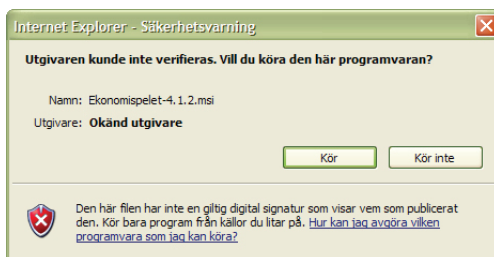 Internet Explorer - Säkerhetsvarning
Utgivaren kunde inte verifieras. Vill du köra den här programvaran?
Namn: Ekonomispelet-4.1.2.msi
Utgivare: Okänd utgivare
Kör Kör inte
Den här filen har inte en giltig digital signatur som visar vem som publicerat
den. Kör bara program från källor du litar på. Hur kan jag avgöra vilken
programvara som jag kan köra?